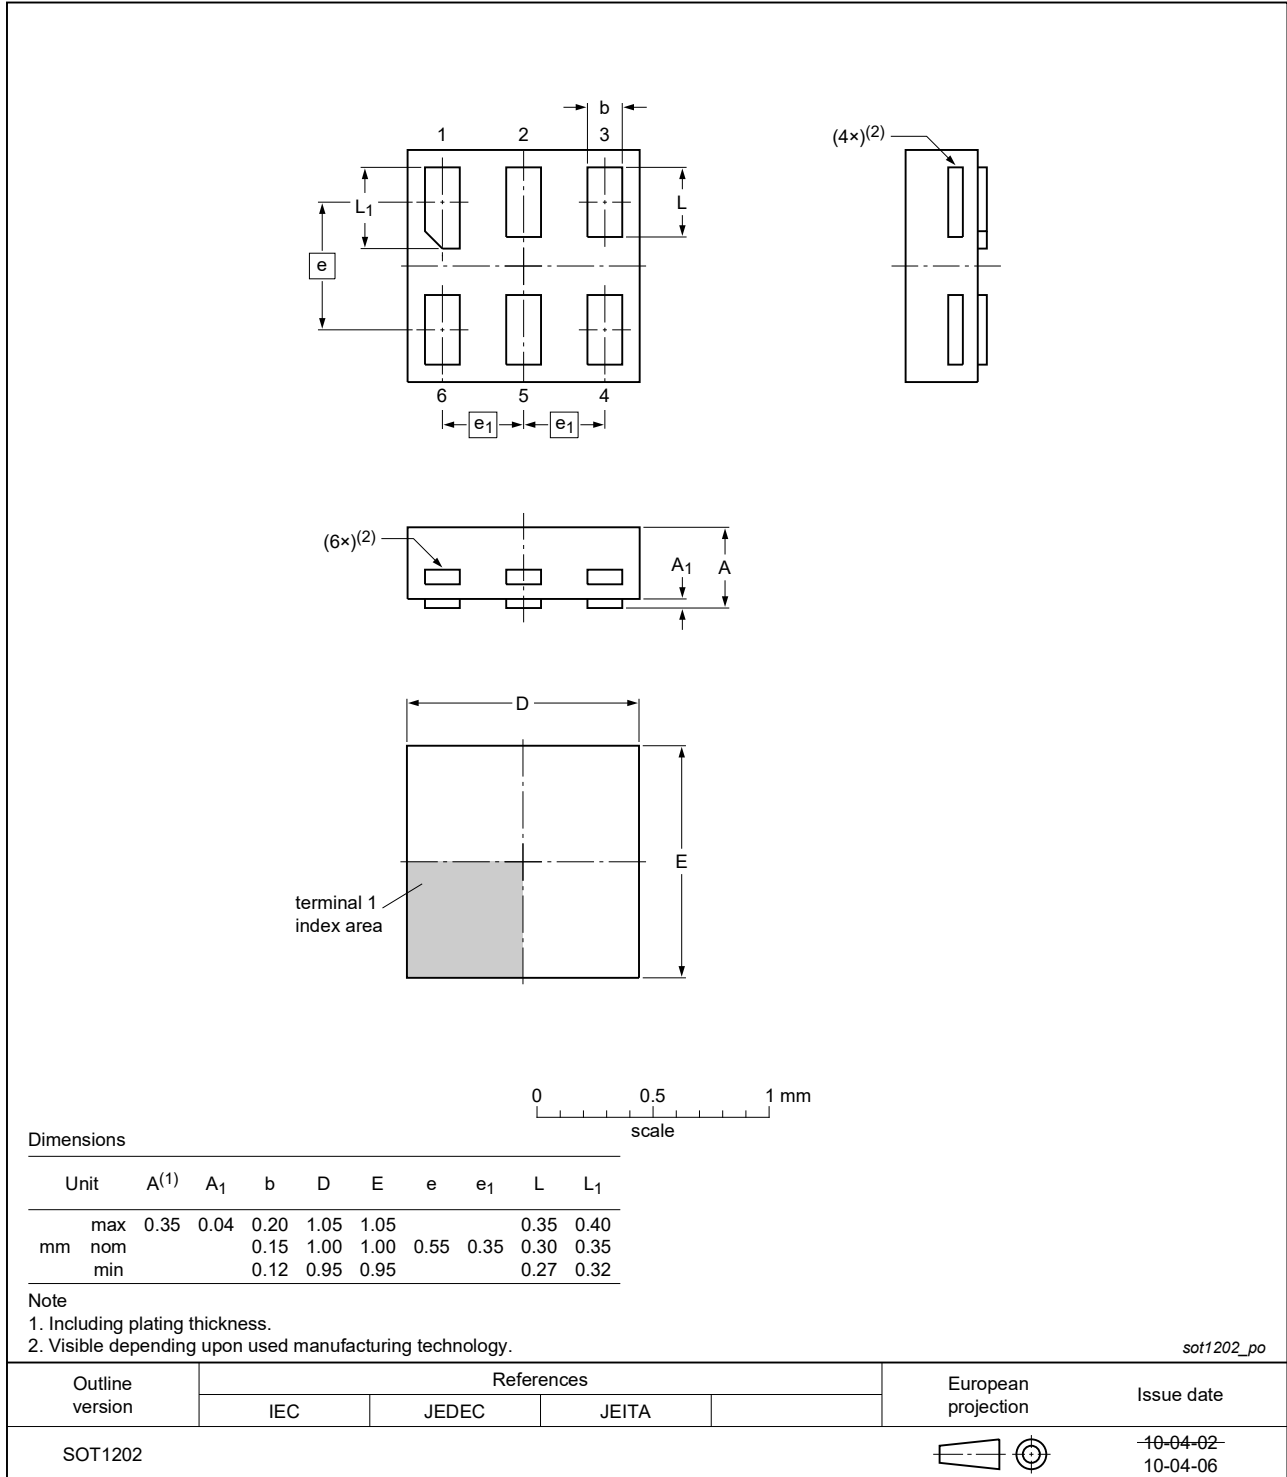 b
1 2 3
(4×)(2)
L1
L
e
6 5 4
e1 e1
(6×)(2)
A1 A
D
E
terminal 1
index area
0 0.5 1 mm
scale
Dimensions
Unit A(1) A1 b D E e e1 L L1
max 0.35 0.04 0.20 1.05 1.05 0.35 0.40
mm nom 0.15 1.00 1.00 0.55 0.35 0.30 0.35
min 0.12 0.95 0.95 0.27 0.32
Note
1. Including plating thickness.
2. Visible depending upon used manufacturing technology.
sot1202_po
Outline
version
References
IEC JEDEC JEITA
European
projection
Issue date
SOT1202
10-04-02
10-04-06